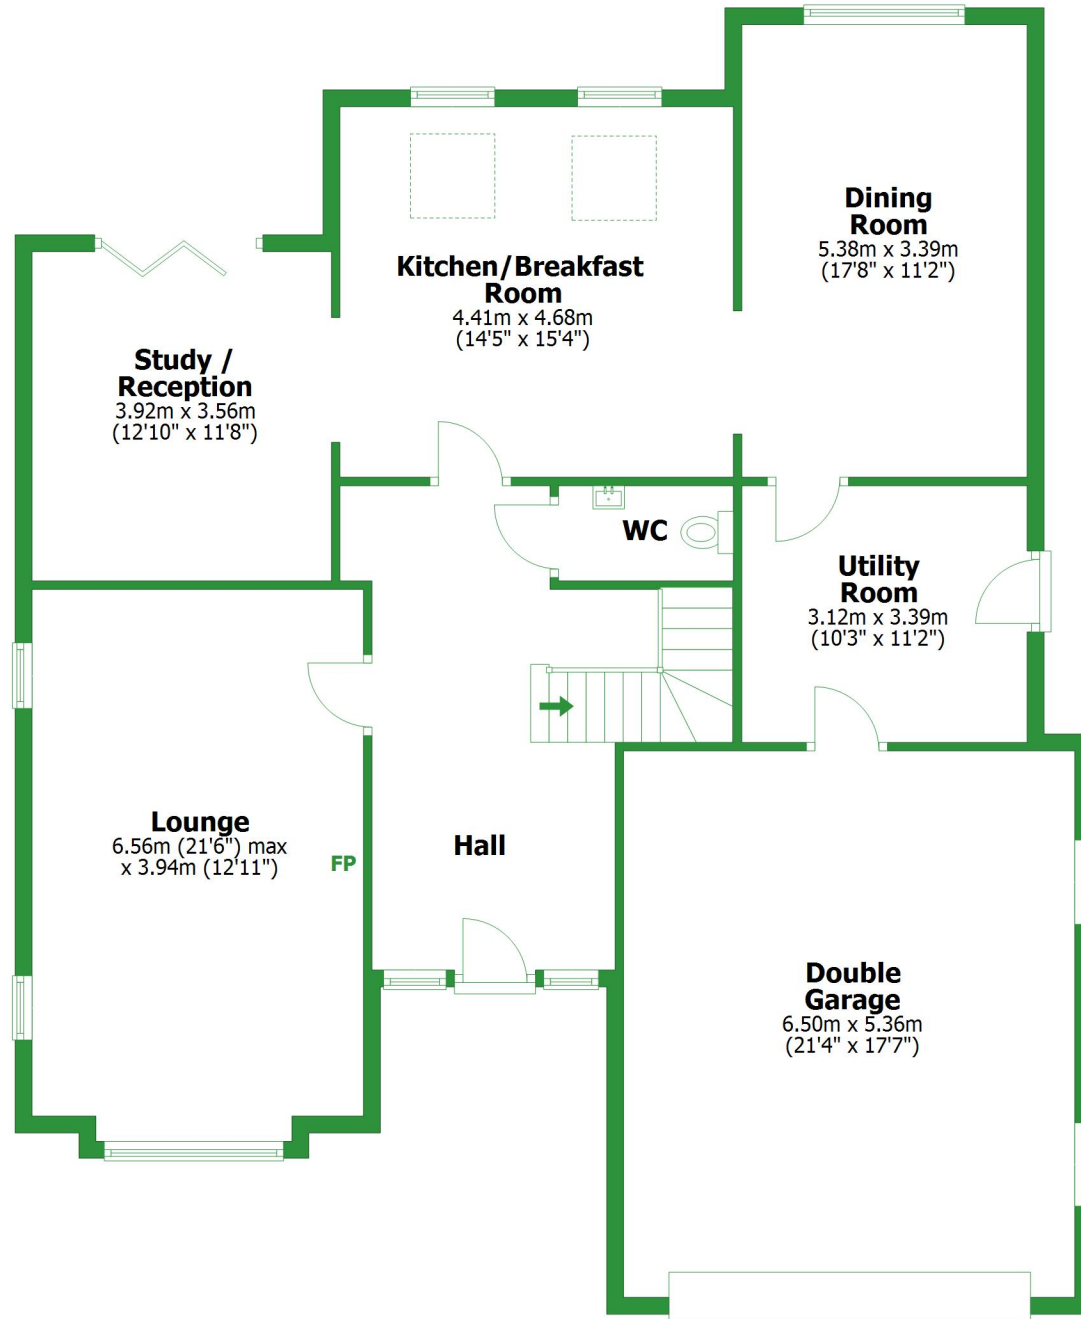 Dining
Room
5.38m x 3.39m
(17'8" x 11'2")
Kitchen/Breakfast
Room
4.41m x 4.68m
(14'5" x 15'4")
Study /
Reception
3.92m x 3.56m
(12'10" x 11'8")
WC
Utility
Room
3.12m x 3.39m
(10'3" x 11'2")
Lounge
6.56m (21'6") max
x 3.94m (12'11")
FP
Hall
Double
Garage
6.50m x 5.36m
(21'4" x 17'7")